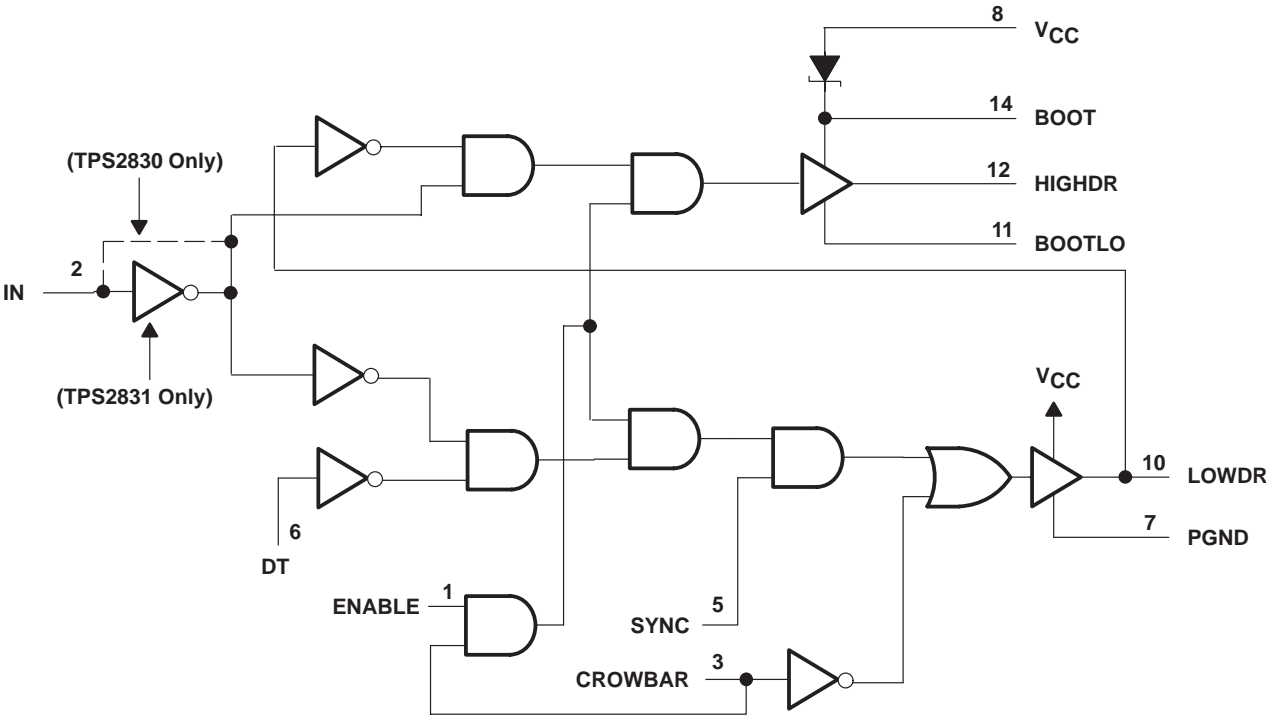 8 VCC
14 BOOT
(TPS2830 Only)
12 HIGHDR
11 BOOTLO
2
IN
(TPS2831 Only)
VCC
10 LOWDR
6
7 PGND
DT
1
ENABLE
5
SYNC
3
CROWBAR